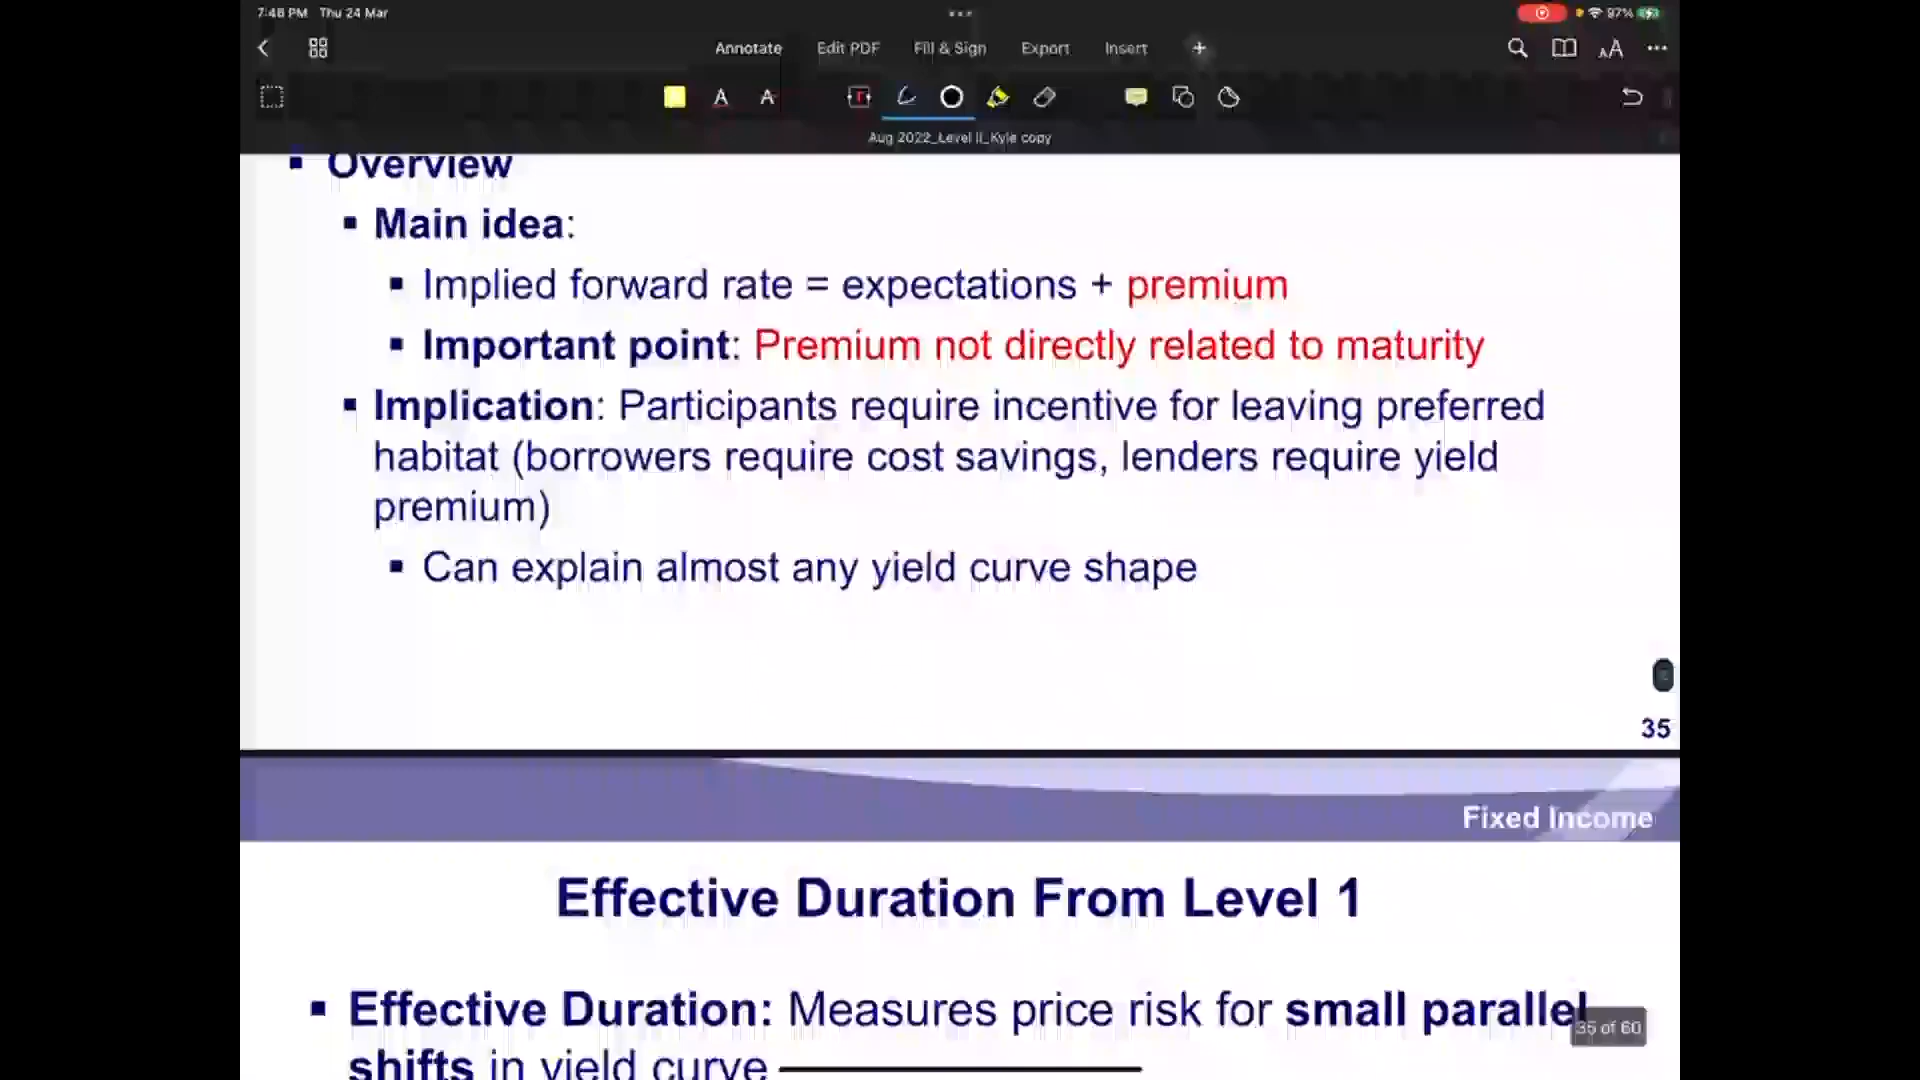 7:48 PM Thu 24 Mar
97%
Annotate Edit PDF Fill & Sign Export Insert
Aug 2022_Level II_Kyle copy
Overview
Main idea:
Implied forward rate = expectations + premium
Important point: Premium not directly related to maturity
Implication: Participants require incentive for leaving preferred
habitat (borrowers require cost savings, lenders require yield
premium)
Can explain almost any yield curve shape
35
Fixed Income
Effective Duration From Level 1
Effective Duration: Measures price risk for small parallel
35 of 60
shifts in yield curve